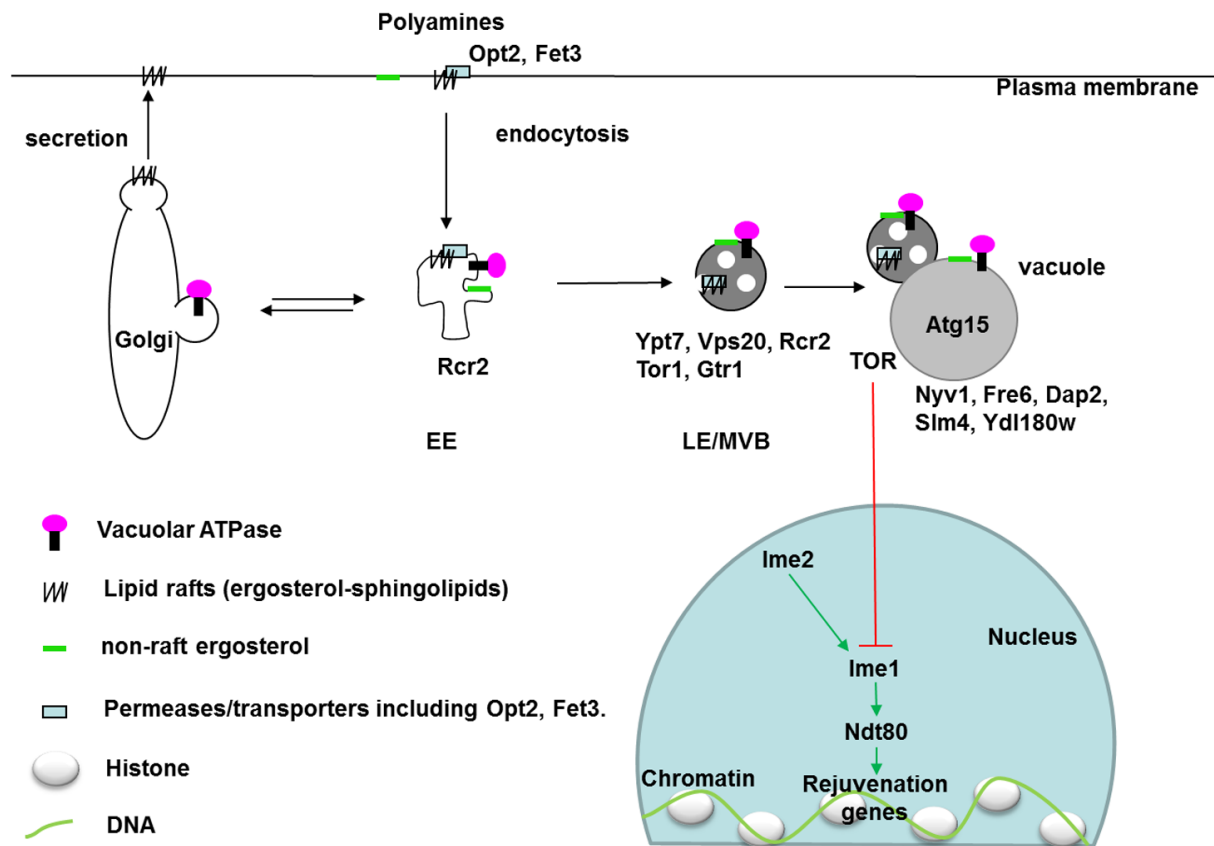 Polyamines
Opt2, Fet3
Plasma membrane
secretion
endocytosis
Golgi
Rcr2
EE
Ypt7, Vps20, Rcr2
Tor1, Gtr1
LE/MVB
TOR
vacuole
Atg15
Nyv1, Fre6, Dap2,
Slm4, Ydl180w
Vacuolar ATPase
Lipid rafts (ergosterol-sphingolipids)
non-raft ergosterol
Permeases/transporters including Opt2, Fet3.
Histone
DNA
Ime2
Nucleus
Ime1
Ndt80
Chromatin
Rejuvenation
genes